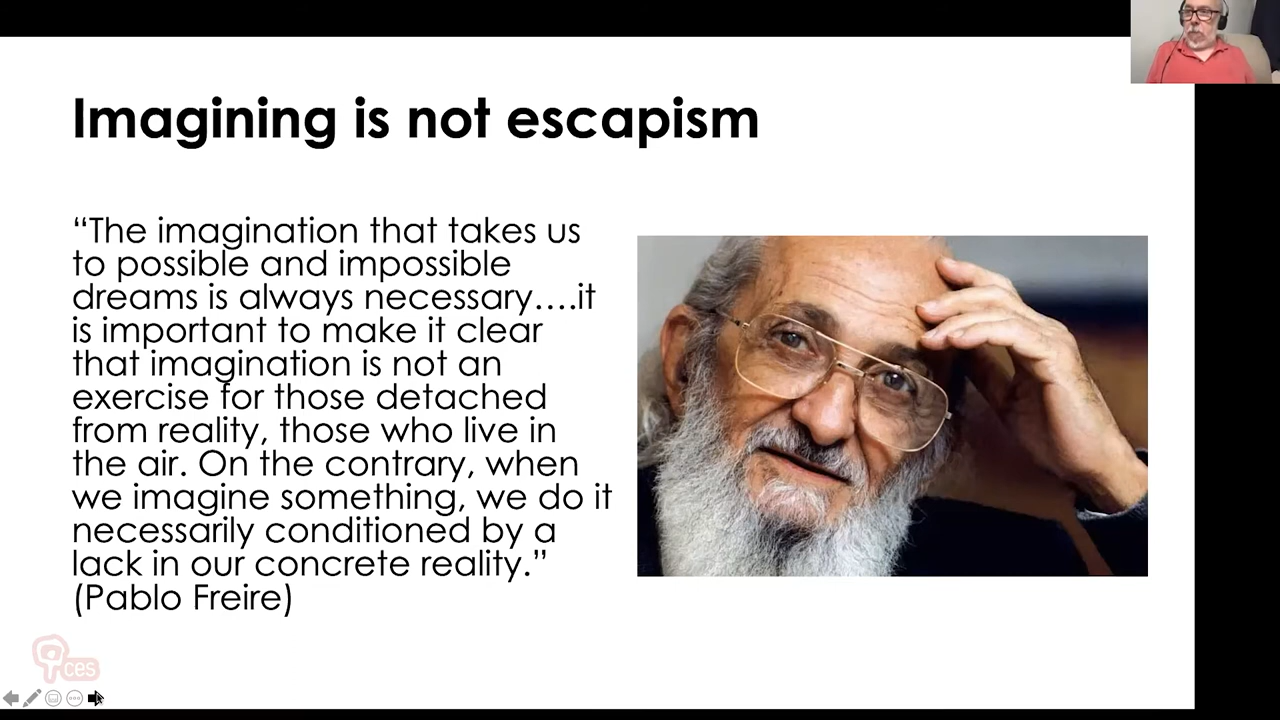 Imagining is not escapism
“The imagination that takes us
to possible and impossible
dreams is always necessary….it
is important to make it clear
that imagination is not an
exercise for those detached
from reality, those who live in
the air. On the contrary, when
we imagine something, we do it
necessarily conditioned by a
lack in our concrete reality.”
(Pablo Freire)
ces